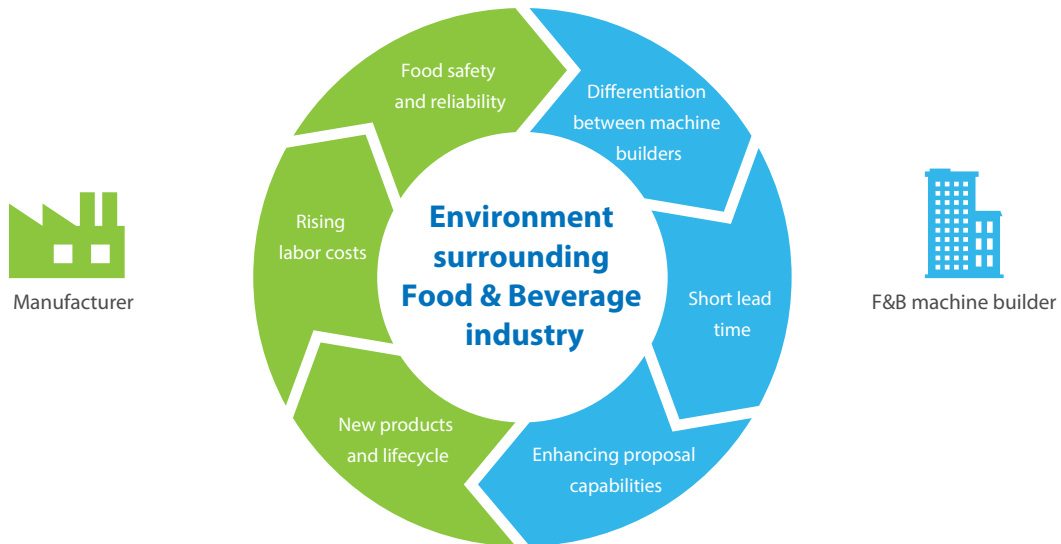 Food safety
and reliability
Differentiation
between machine
builders
Rising
labor costs
Environment
surrounding
Food & Beverage
industry
Short lead
time
Manufacturer
F&B machine builder
New products
and lifecycle
Enhancing proposal
capabilities